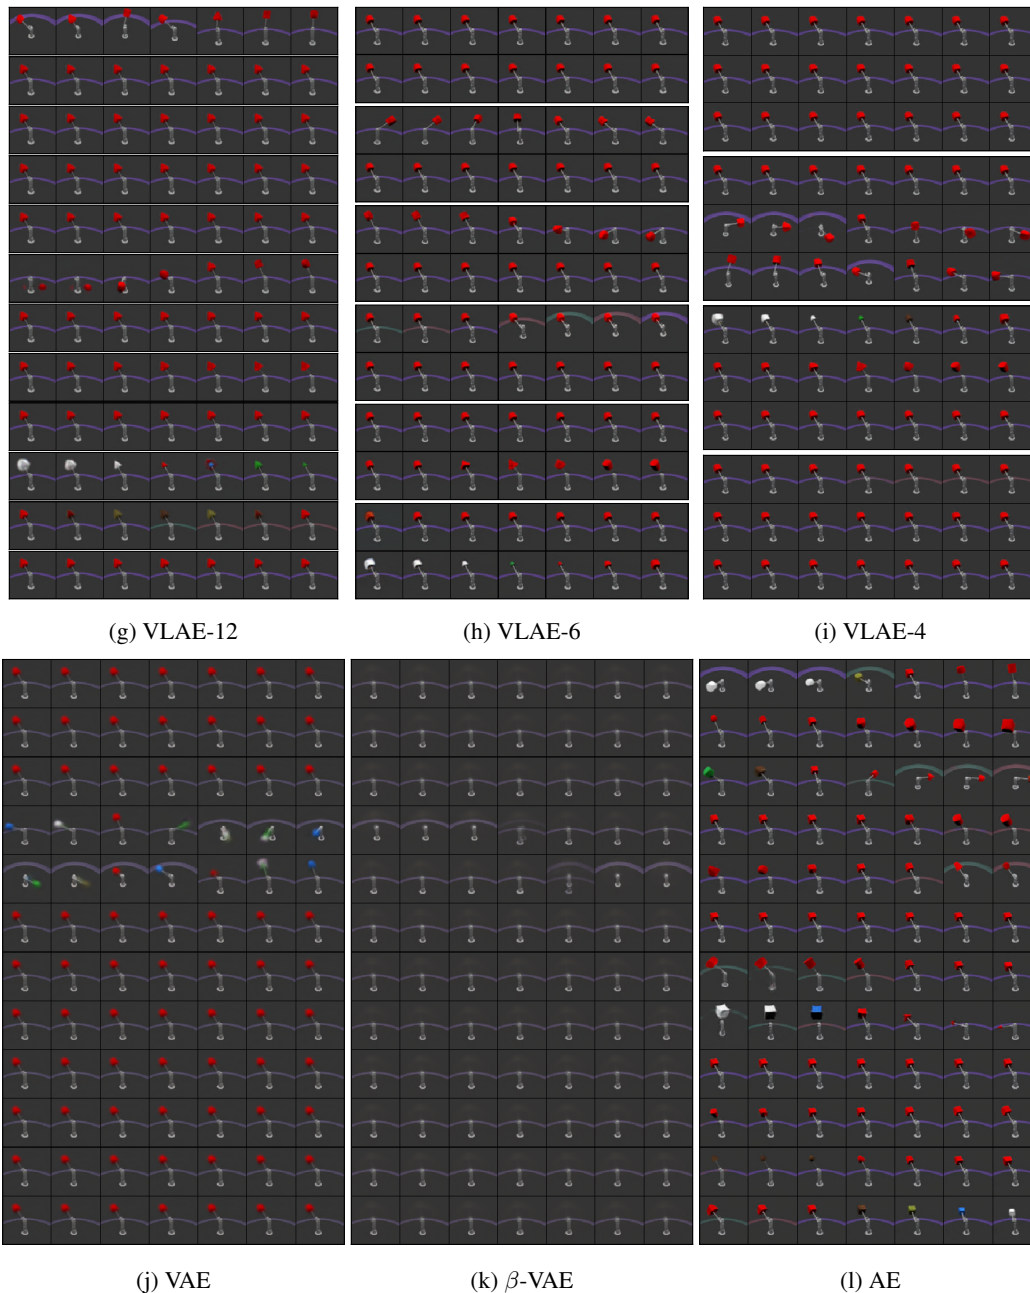 (g) VLAE-12
(h) VLAE-6
(i) VLAE-4
(j) VAE
(k) β-VAE
(l) AE